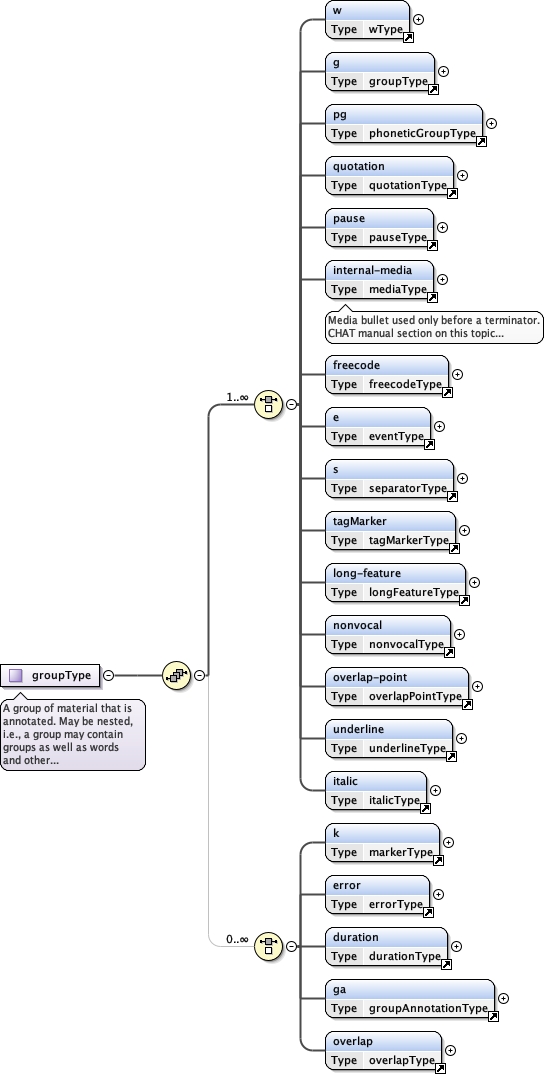 w
Type wType
g
Type groupType
pg
Type phoneticGroupType
quotation
Type quotationType
pause
Type pauseType
internal-media
Type mediaType
Media bullet used only before a terminator.
CHAT manual section on this topic...
freecode
Type freecodeType
1..∞
e
Type eventType
s
Type separatorType
tagMarker
Type tagMarkerType
long-feature
Type longFeatureType
nonvocal
Type nonvocalType
groupType
A group of material that is
annotated. May be nested,
i.e., a group may contain
groups as well as words
and other...
overlap-point
Type overlapPointType
underline
Type underlineType
italic
Type italicType
k
Type markerType
error
Type errorType
0..∞
duration
Type durationType
ga
Type groupAnnotationType
overlap
Type overlapType